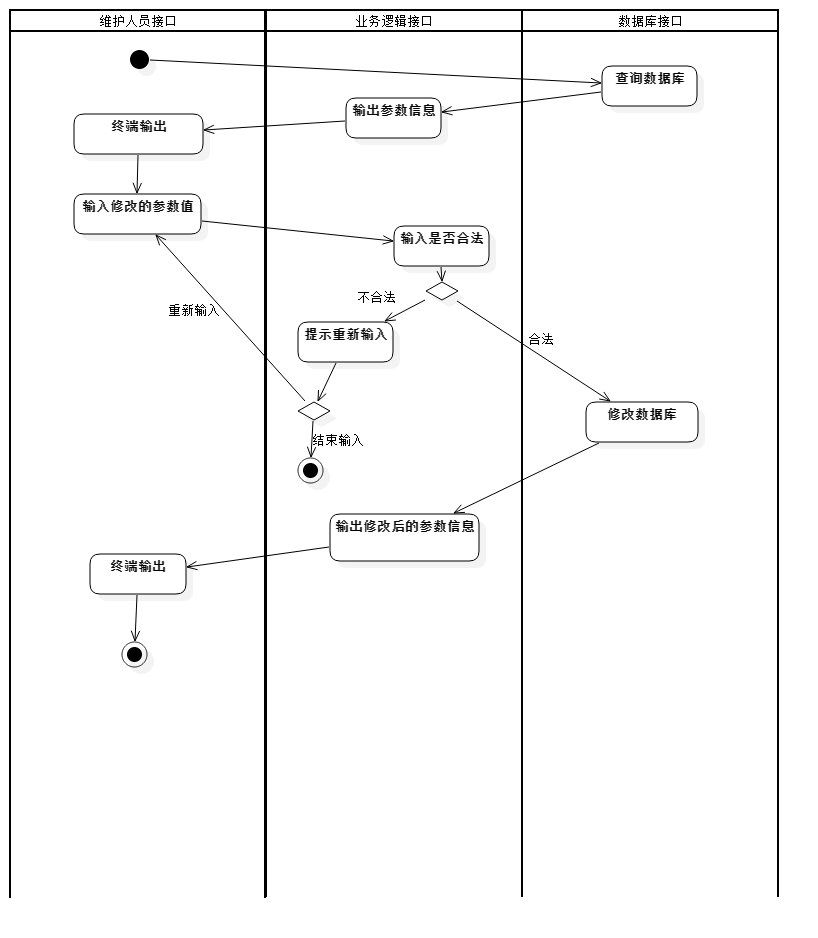 维护人员接口
业务逻辑接口
数据库接口
查询数据库
输出参数信息
终端输出
输入修改的参数值
输入是否合法
不合法
重新输入
提示重新输入
合法
修改数据库
结束输入
输出修改后的参数信息
终端输出